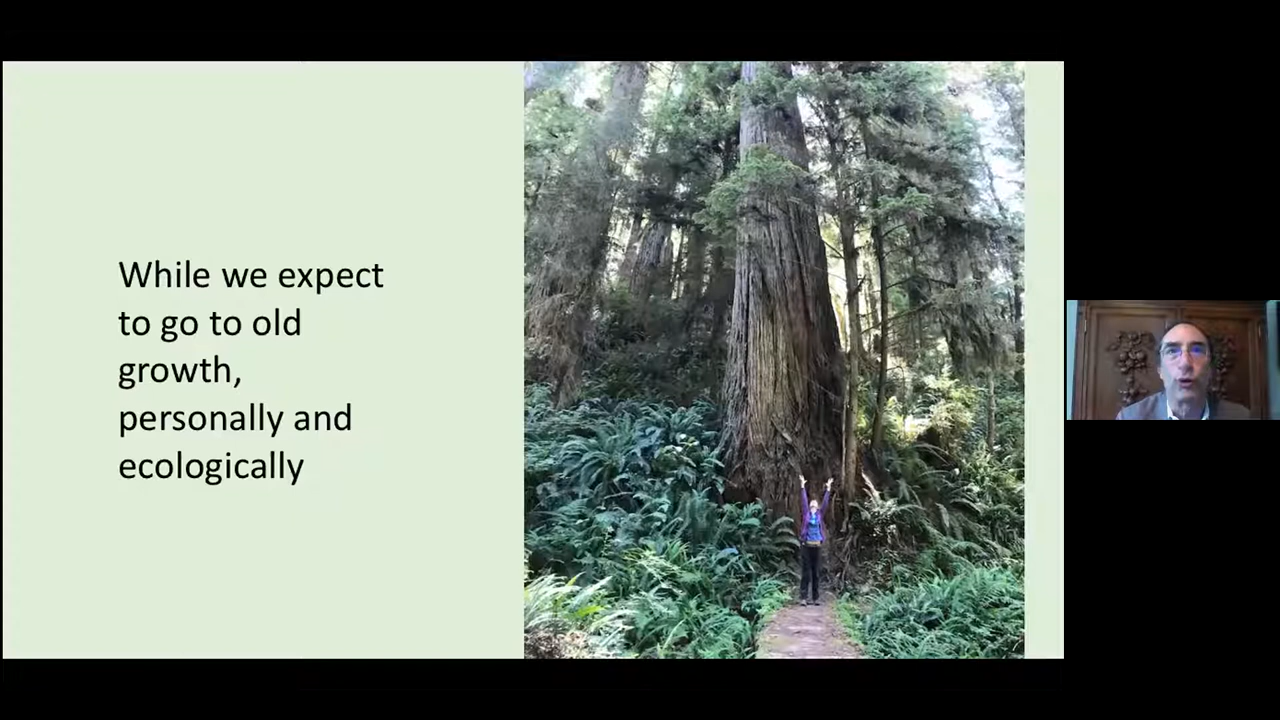 While we expect
to go to old
growth,
personally and
ecologically